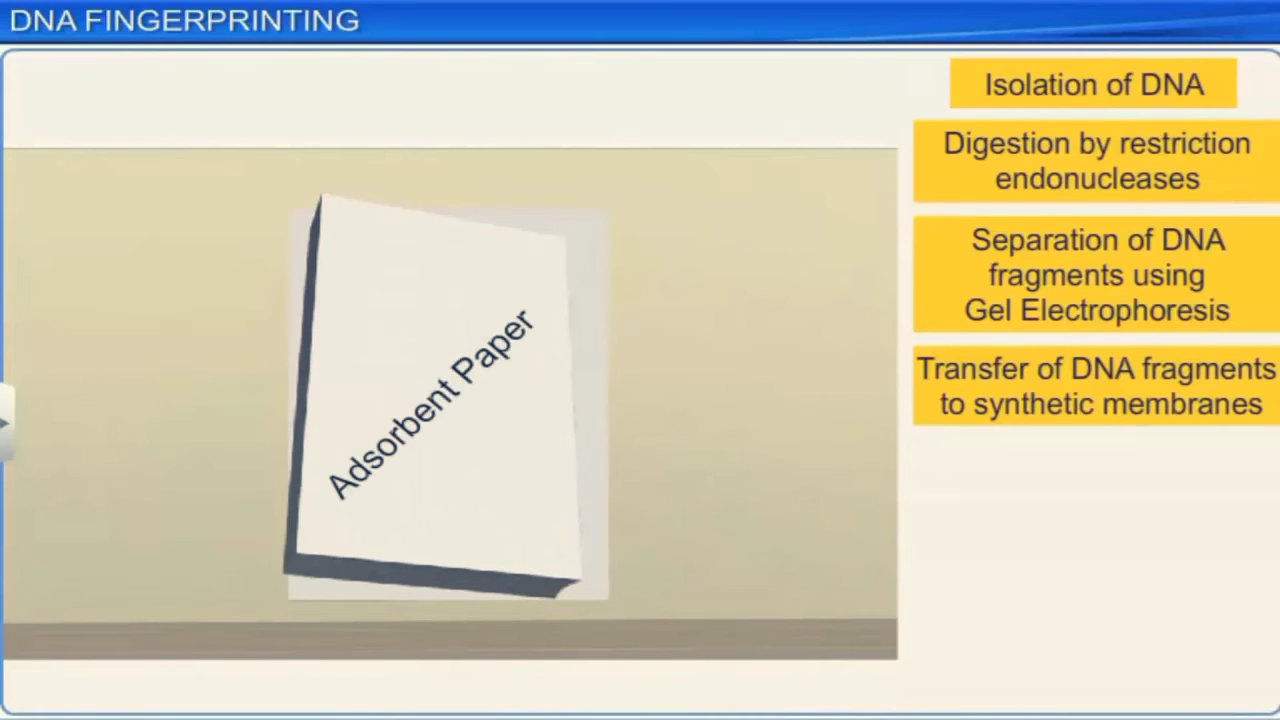 DNA FINGERPRINTING
Isolation of DNA
Digestion by restriction
endonucleases
Separation of DNA
fragments using
Gel Electrophoresis
Transfer of DNA fragments
to synthetic membranes
Adsorbent Paper